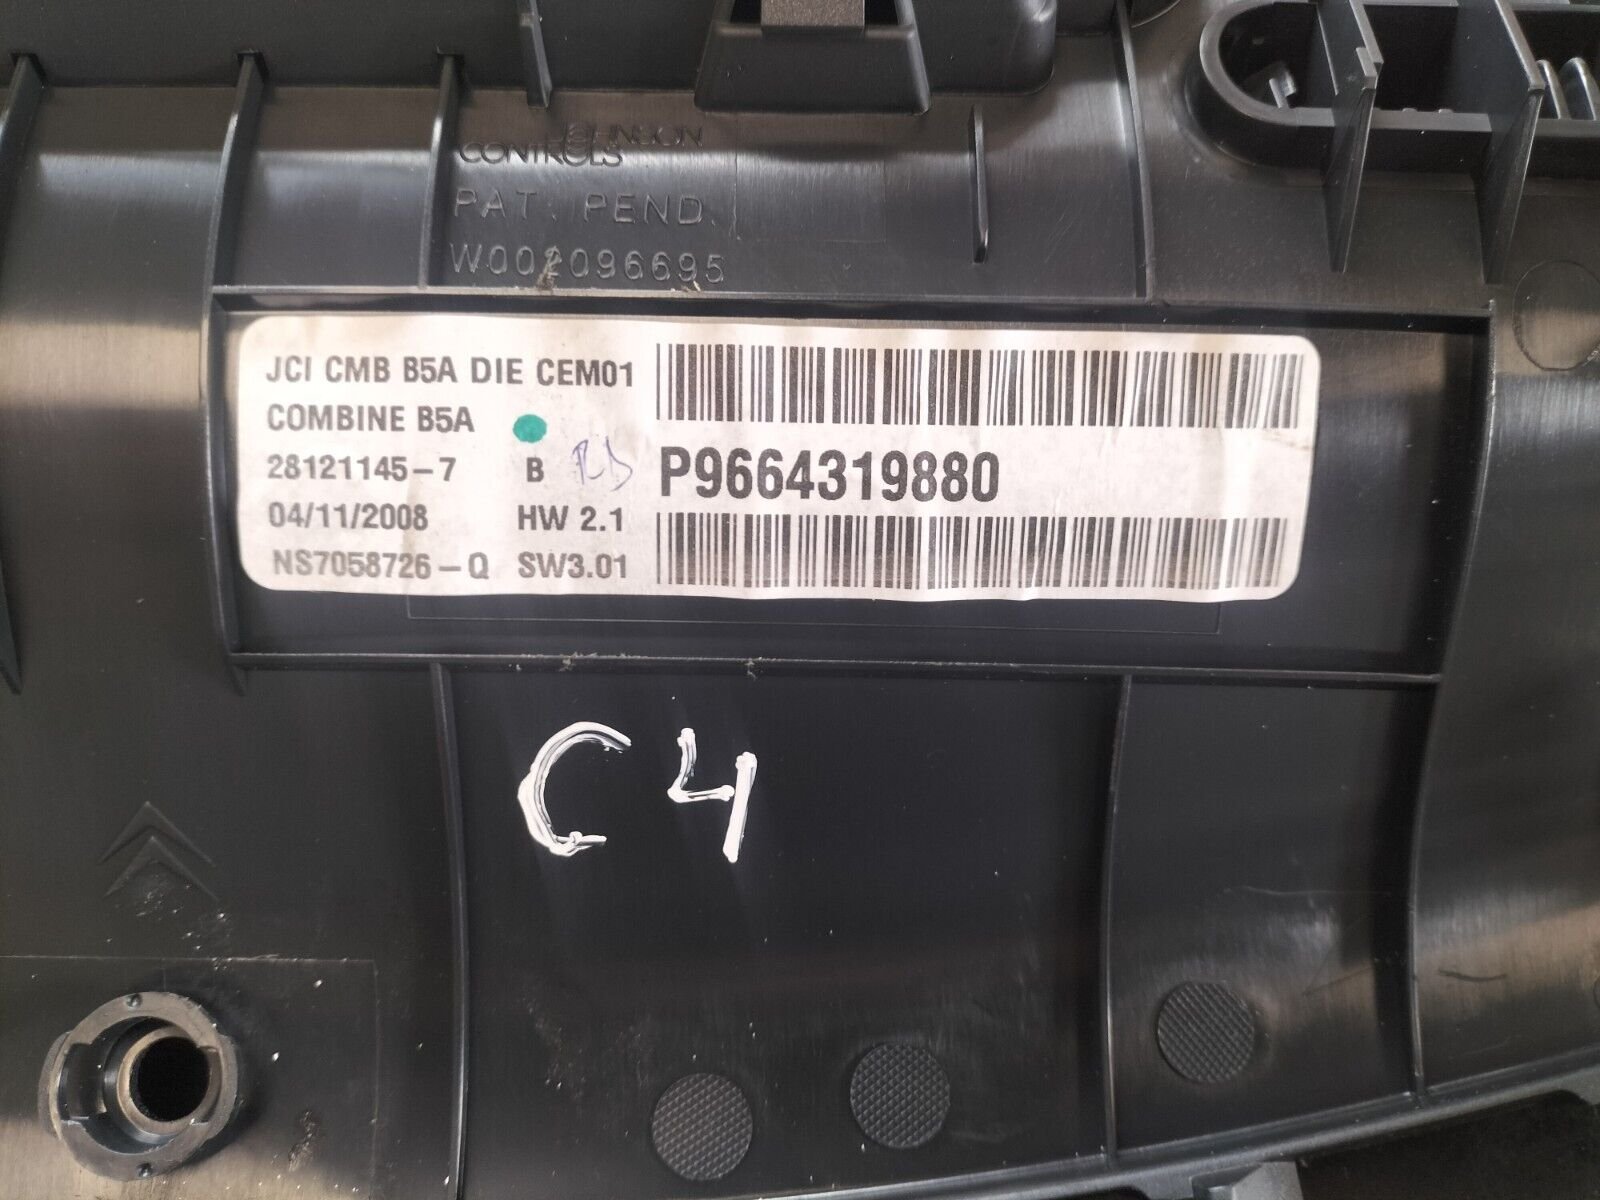 JOHNSON
CONTROLS
PAT. PEND.
W002096695
JCI CMB B5A DIE CEM01
COMBINE B5A
28121145-7 B
04/11/2008 HW 2.1
NS7058726-Q SW3.01
P9664319880
C4